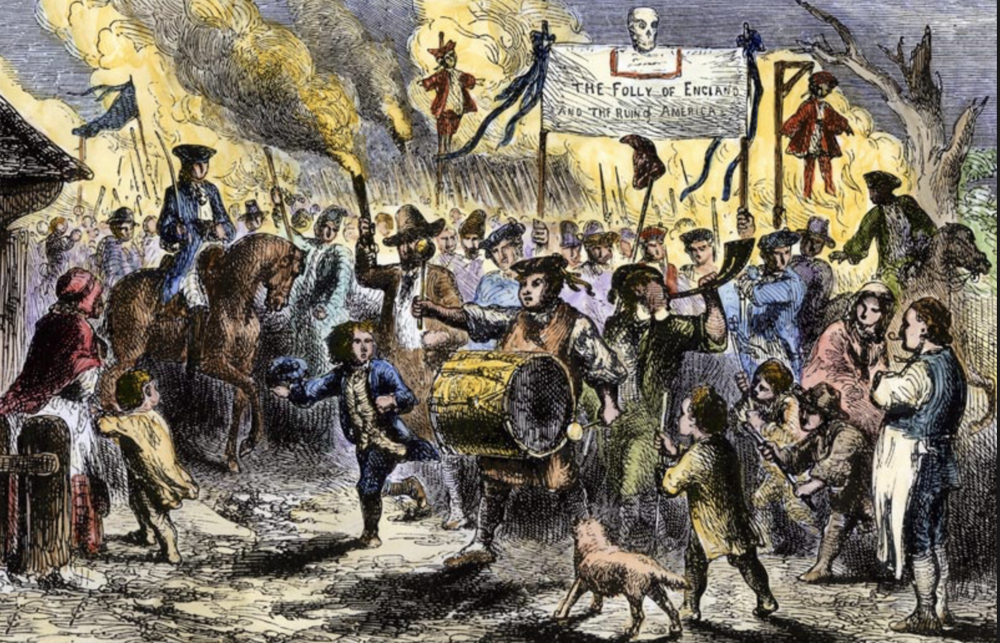 THE FOLLY OF ENGLAND
AND THE RUIN of AMERICA